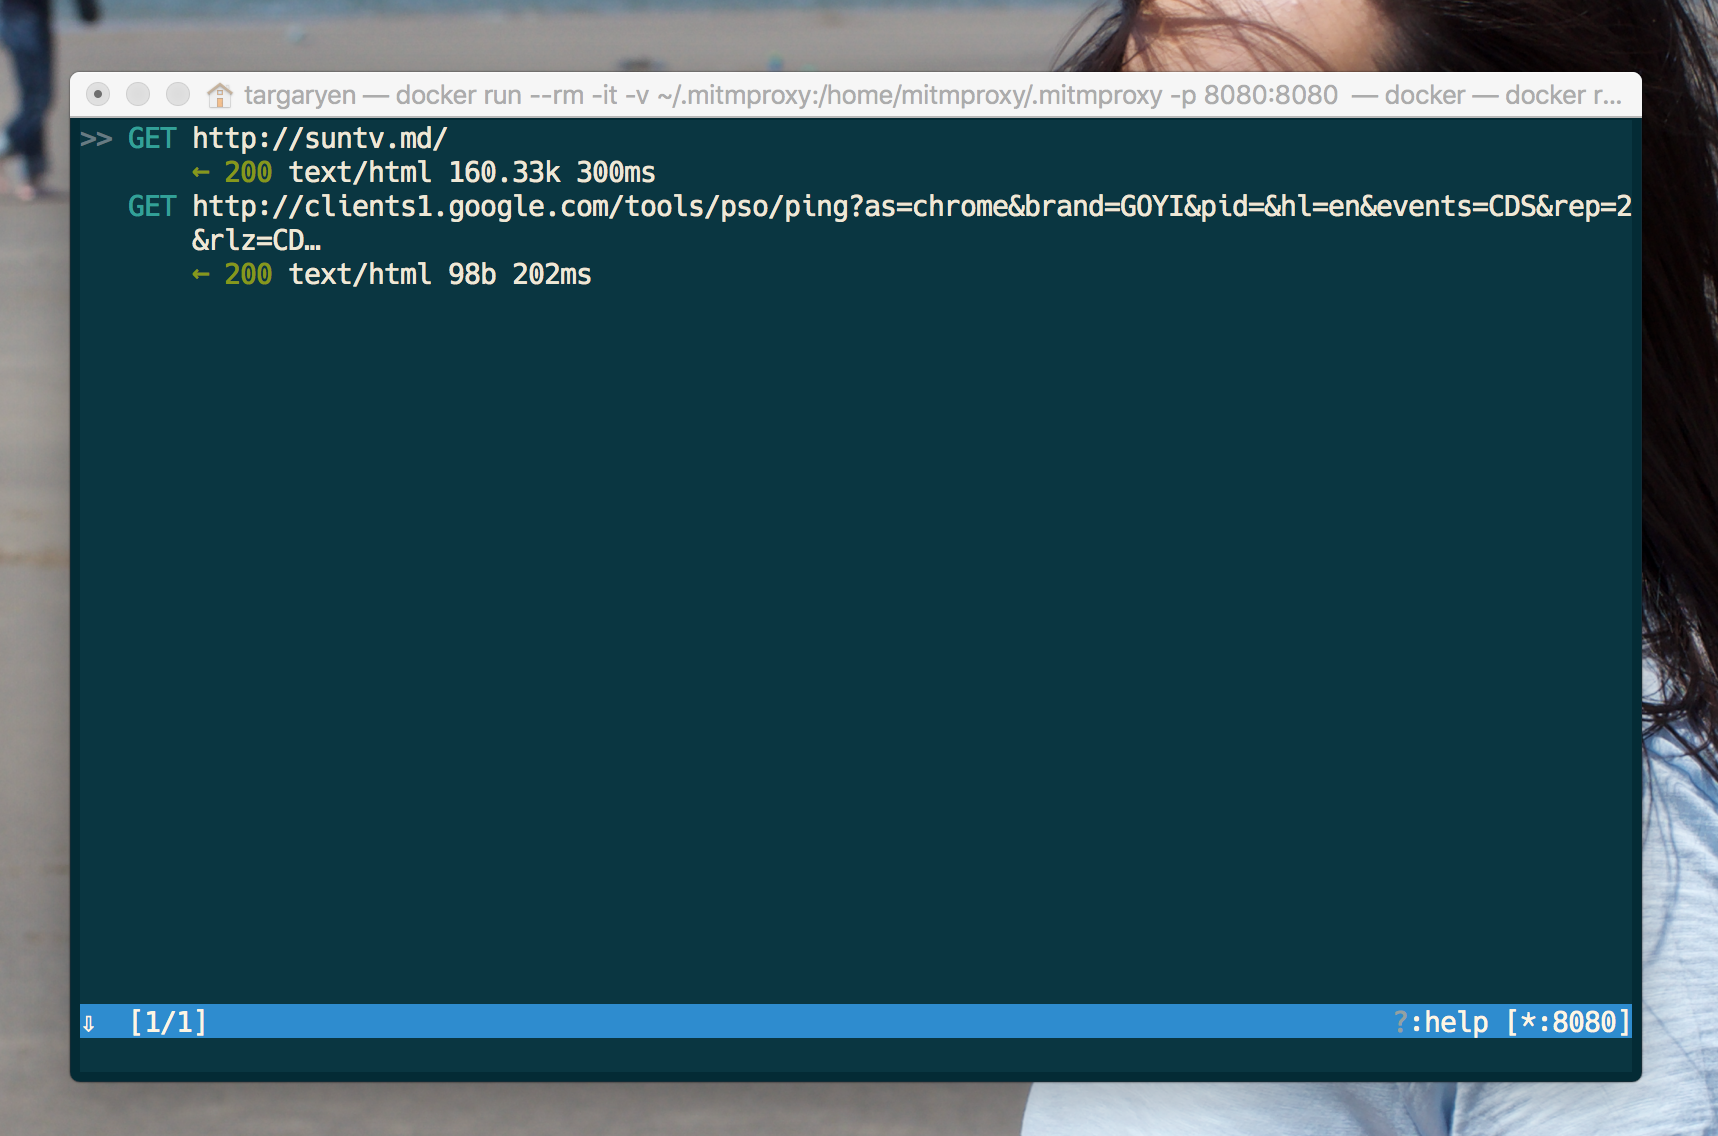 targaryen — docker run --rm -it -v ~/.mitmproxy:/home/mitmproxy/.mitmproxy -p 8080:8080 — docker — docker r...
>> GET http://suntv.md/
← 200 text/html 160.33k 300ms
GET http://clients1.google.com/tools/pso/ping?as=chrome&brand=GOYI&pid=&hl=en&events=CDS&rep=2
&rlz=CD…
← 200 text/html 98b 202ms
⇩ [1/1] ?:help [*:8080]